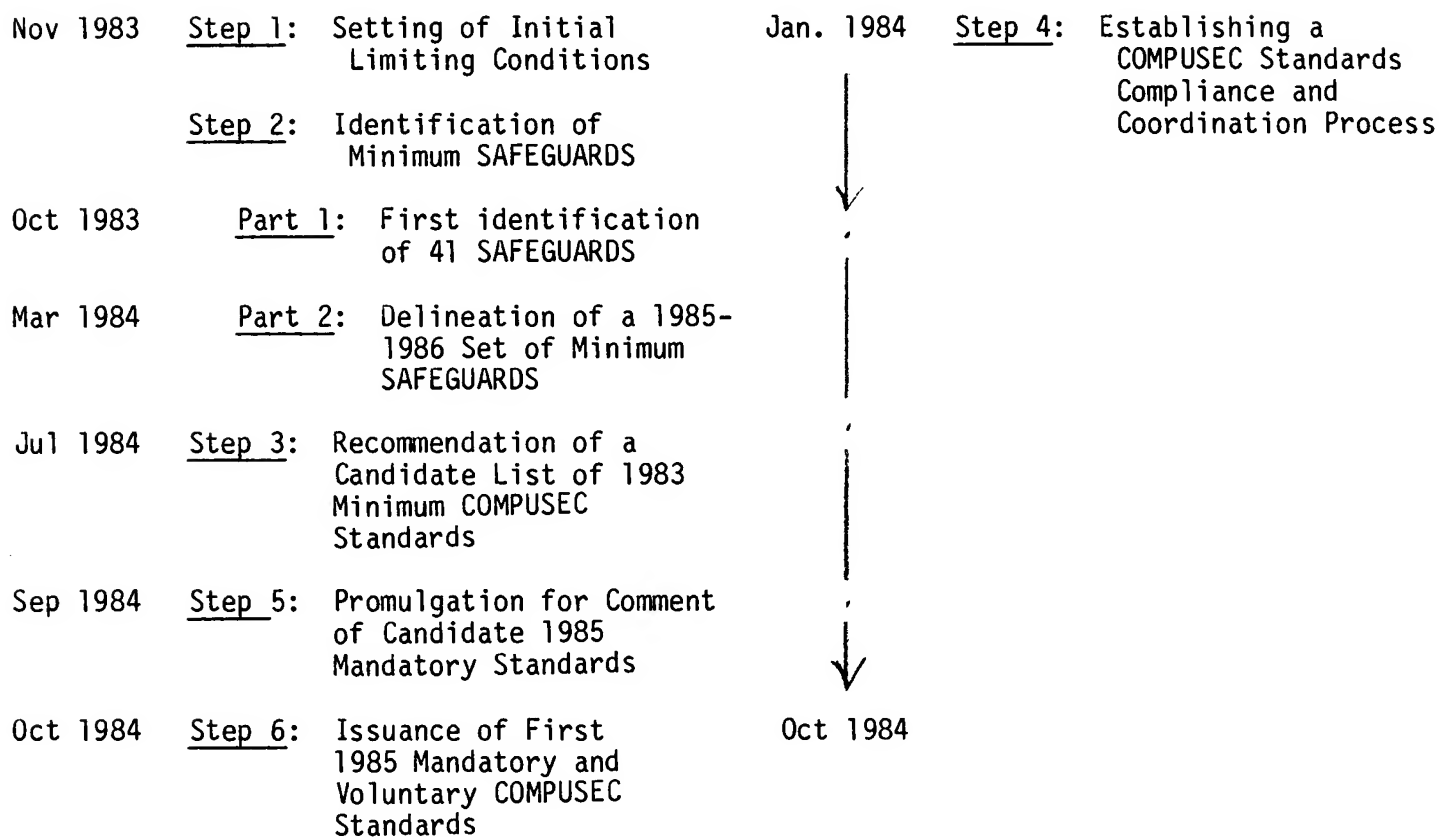 Nov 1983 Step 1: Setting of Initial
Limiting Conditions
Step 2: Identification of
Minimum SAFEGUARDS
Oct 1983 Part 1: First identification
of 41 SAFEGUARDS
Mar 1984 Part 2: Delineation of a 1985-
1986 Set of Minimum
SAFEGUARDS
Jul 1984 Step 3: Recommendation of a
Candidate List of 1983
Minimum COMPUSEC
Standards
Sep 1984 Step 5: Promulgation for Comment
of Candidate 1985
Mandatory Standards
Oct 1984 Step 6: Issuance of First
1985 Mandatory and
Voluntary COMPUSEC
Standards
Jan. 1984 Step 4: Establishing a
COMPUSEC Standards
Compliance and
Coordination Process
Oct 1984